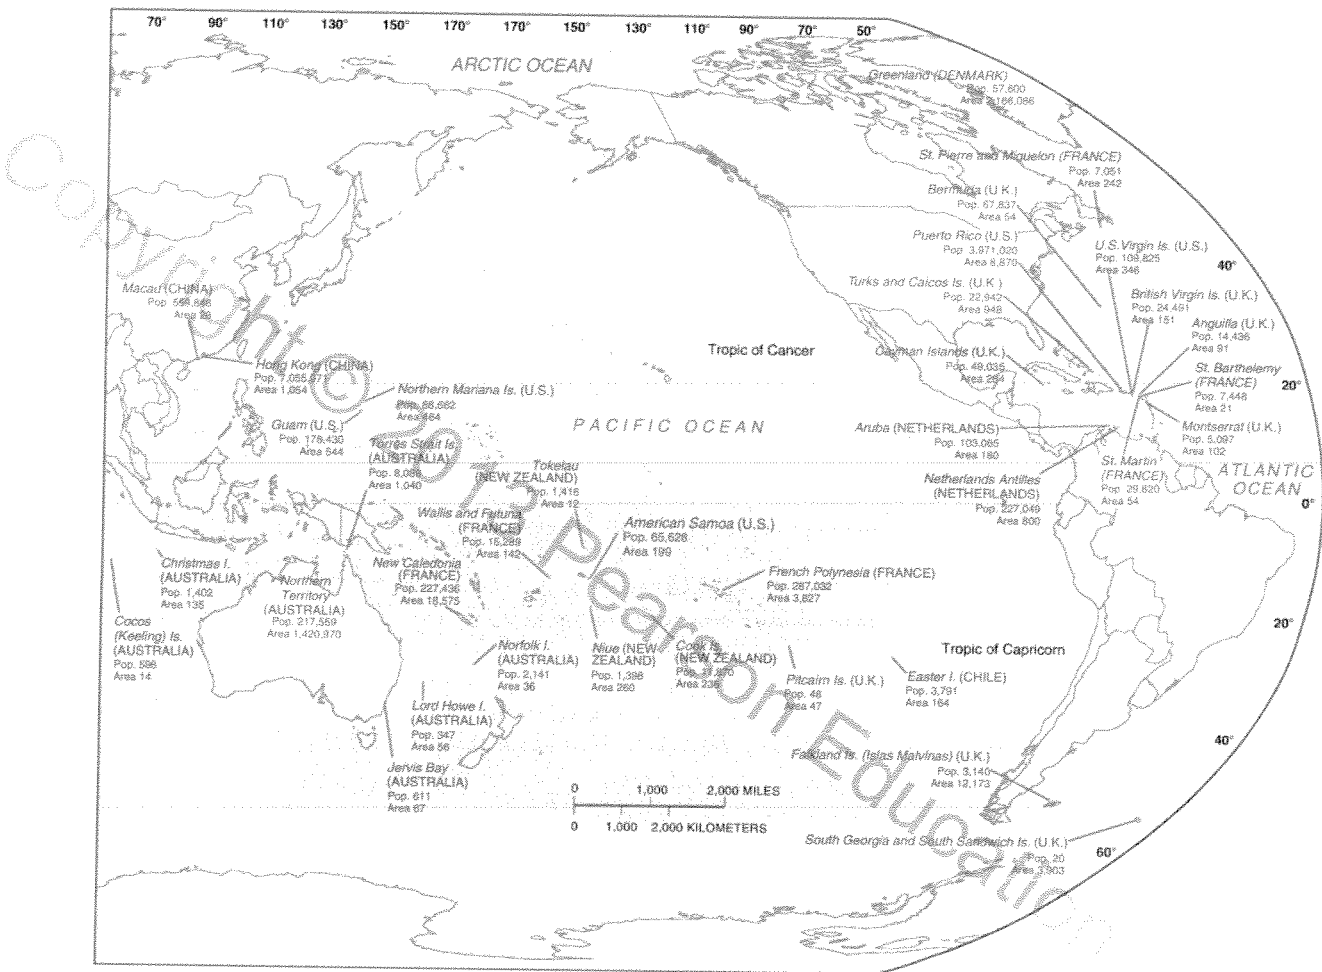 70° 90° 110° 130° 150° 170° 170° 150° 130° 110° 90° 70° 50°
ARCTIC OCEAN
Greenland (DENMARK)
Pop. 57,600
Area 2,166,086
St. Pierre and Miquelon (FRANCE)
Pop. 7,051
Area 242
Bermuda (U.K.)
Pop. 67,837
Area 54
Puerto Rico (U.S.)
Pop. 3,971,020
Area 8,870
U.S.Virgin Is. (U.S.)
Pop. 109,825
Area 346
40°
Turks and Caicos Is. (U.K.)
Pop. 22,942
Area 948
British Virgin Is. (U.K.)
Pop. 24,491
Area 151
Anguilla (U.K.)
Pop. 14,436
Area 91
Macau (CHINA)
Area 28
Tropic of Cancer
Cayman Islands (U.K.)
Pop. 49,035
Area 264
St. Barthelemy
(FRANCE)
Pop. 7,448
Area 21
20°
Hong Kong (CHINA)
Area 1,054
Northern Mariana Is. (U.S.)
Area 464
Guam (U.S.)
Pop. 178,430
Area 544
PACIFIC OCEAN
Aruba (NETHERLANDS)
Pop. 103,065
Area 180
Montserrat (U.K.)
Pop. 5,097
Area 102
Torres Strait Is.
(AUSTRALIA)
Area 1,040
Tokelau
(NEW ZEALAND)
Pop. 1,416
Area 12
St. Martin
(FRANCE)
Pop. 29,820
Area 54
ATLANTIC
OCEAN
0°
Netherlands Antilles
(NETHERLANDS)
Pop. 227,049
Area 800
Wallis and Futuna
(FRANCE)
Pop. 15,289
Area 142
American Samoa (U.S.)
Pop. 65,628
Area 199
Christmas I.
(AUSTRALIA)
Pop. 1,402
Area 135
Northern
Territory
(AUSTRALIA)
Pop. 217,559
Area 1,420,970
New Caledonia
(FRANCE)
Pop. 227,436
Area 18,575
French Polynesia (FRANCE)
Pop. 287,032
Area 3,827
Cocos
(Keeling) Is.
(AUSTRALIA)
Pop. 596
Area 14
20°
Norfolk I.
(AUSTRALIA)
Pop. 2,141
Area 36
Niue (NEW
ZEALAND)
Pop. 1,398
Area 260
Cook Is.
(NEW ZEALAND)
Area 236
Tropic of Capricorn
Pitcairn Is. (U.K.)
Pop. 48
Area 47
Easter I. (CHILE)
Pop. 3,791
Area 164
Lord Howe I.
(AUSTRALIA)
Pop. 347
Area 56
40°
Jervis Bay
(AUSTRALIA)
Pop. 611
Area 67
Falkland Is. (Islas Malvinas) (U.K.)
Pop. 3,140
Area 12,173
0 1,000 2,000 MILES
0 1,000 2,000 KILOMETERS
South Georgia and South Sandwich Is. (U.K.)
Pop. 20
Area 3,903
60°
Copyright © 2013 Pearson Education